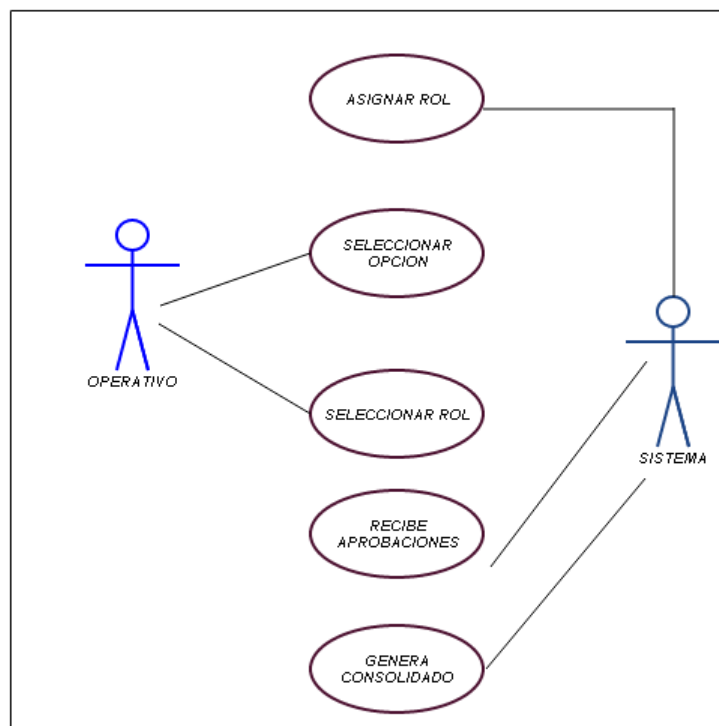 ASIGNAR ROL
SELECCIONAR
OPCION
OPERATIVO
SELECCIONAR ROL
SISTEMA
RECIBE
APROBACIONES
GENERA
CONSOLIDADO